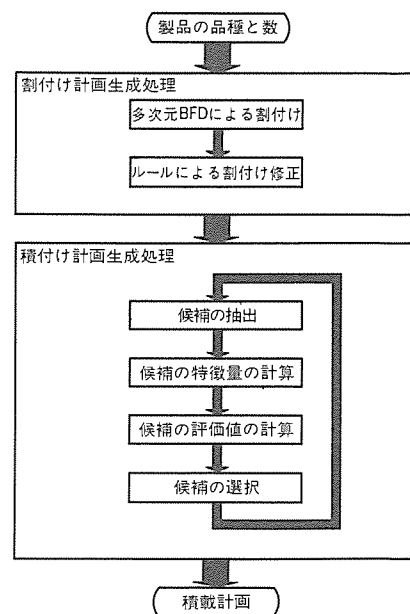 製品の品種と数
割付け計画生成処理
多次元BFDによる割付け
ルールによる割付け修正
積付け計画生成処理
候補の抽出
候補の特徴量の計算
候補の評価値の計算
候補の選択
積載計画